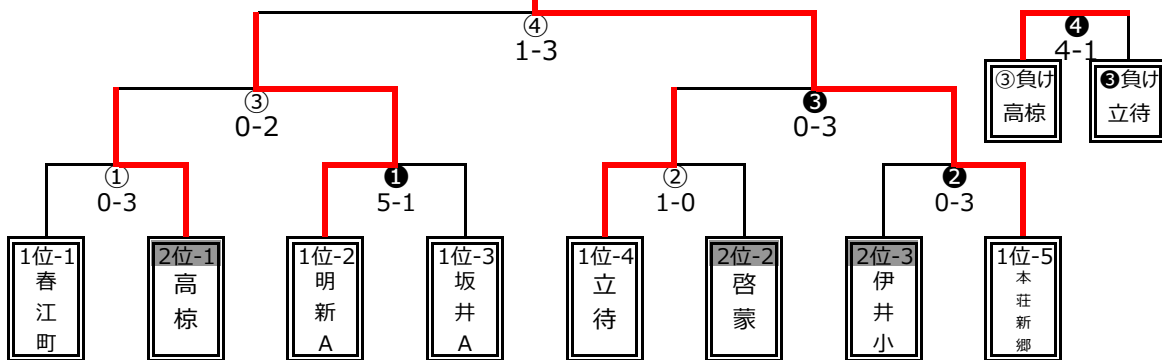 ④
1-3
❹
4-1
③負け
高椋
❸負け
立待
③
0-2
❸
0-3
①
0-3
❶
5-1
②
1-0
❷
0-3
1位-1
春江町
2位-1
高椋
1位-2
明新A
1位-3
坂井A
1位-4
立待
2位-2
啓蒙
2位-3
伊井小
1位-5
本荘新郷